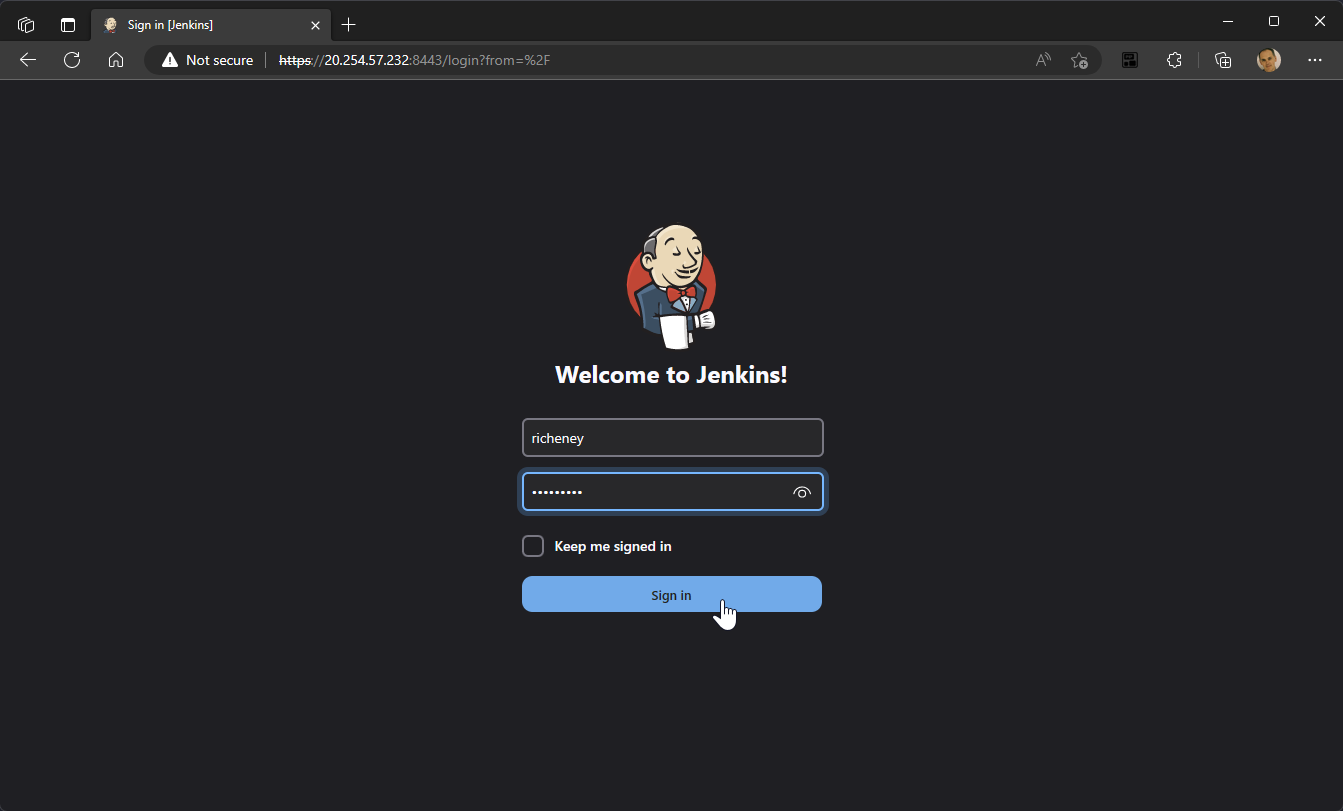 Sign in [Jenkins]
Not secure
https://20.254.57.232:8443/login?from=%2F
Welcome to Jenkins!
richeney
•••••••••
Keep me signed in
Sign in